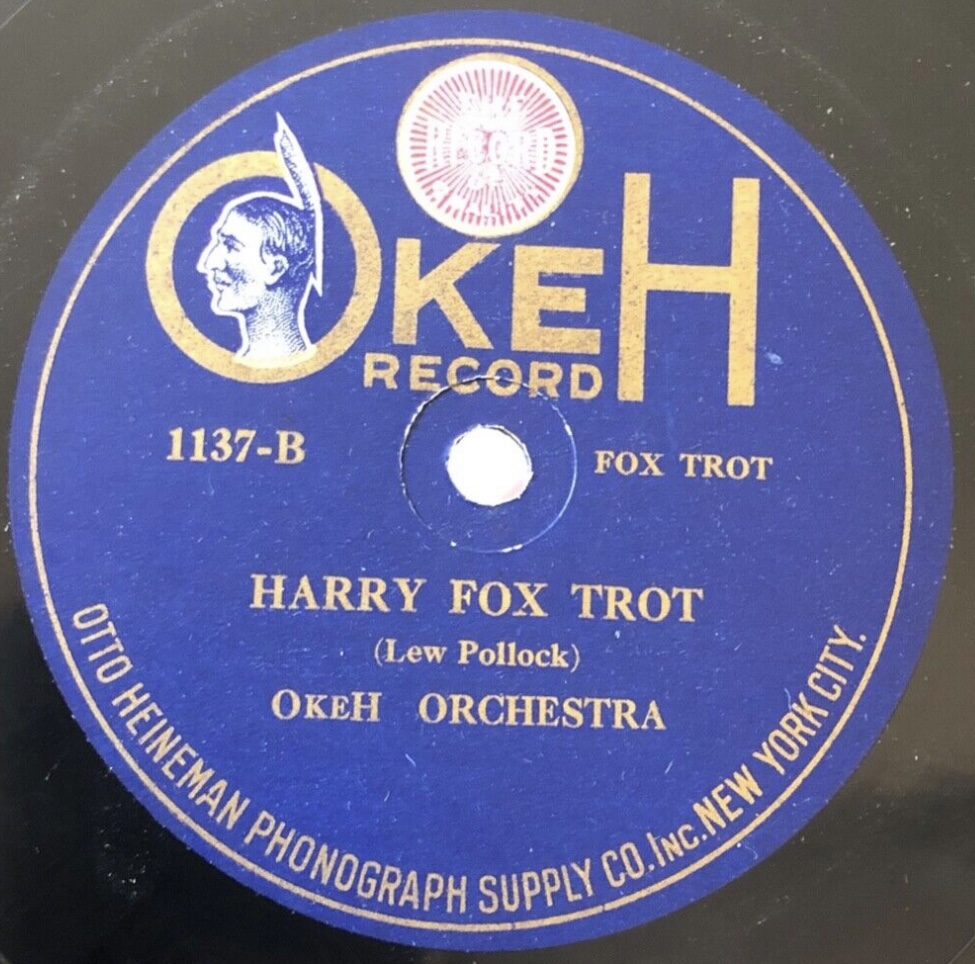 RECORD
OKEH
RECORD
1137-B
FOX TROT
HARRY FOX TROT
(Lew Pollock)
OKEH ORCHESTRA
OTTO HEINEMAN PHONOGRAPH SUPPLY CO. INC. NEW YORK CITY.